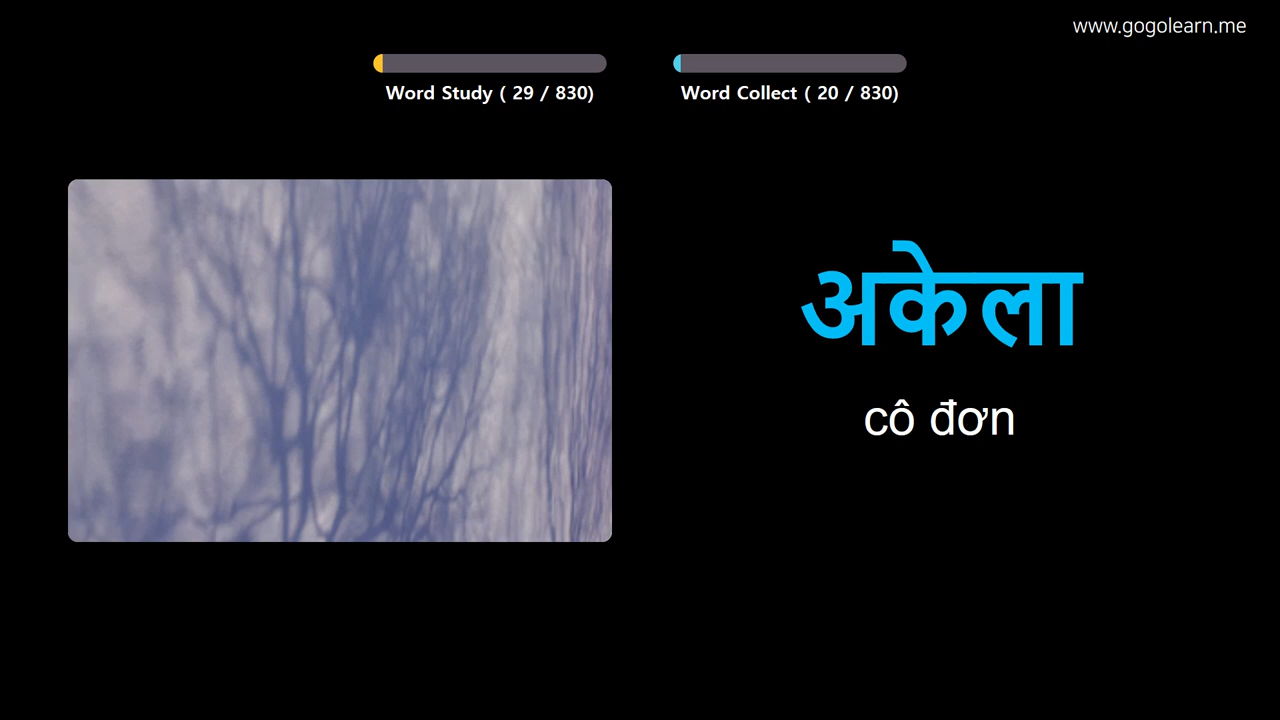 www.gogolearn.me
Word Study ( 29 / 830)
Word Collect ( 20 / 830)
अकेला
cô đơn